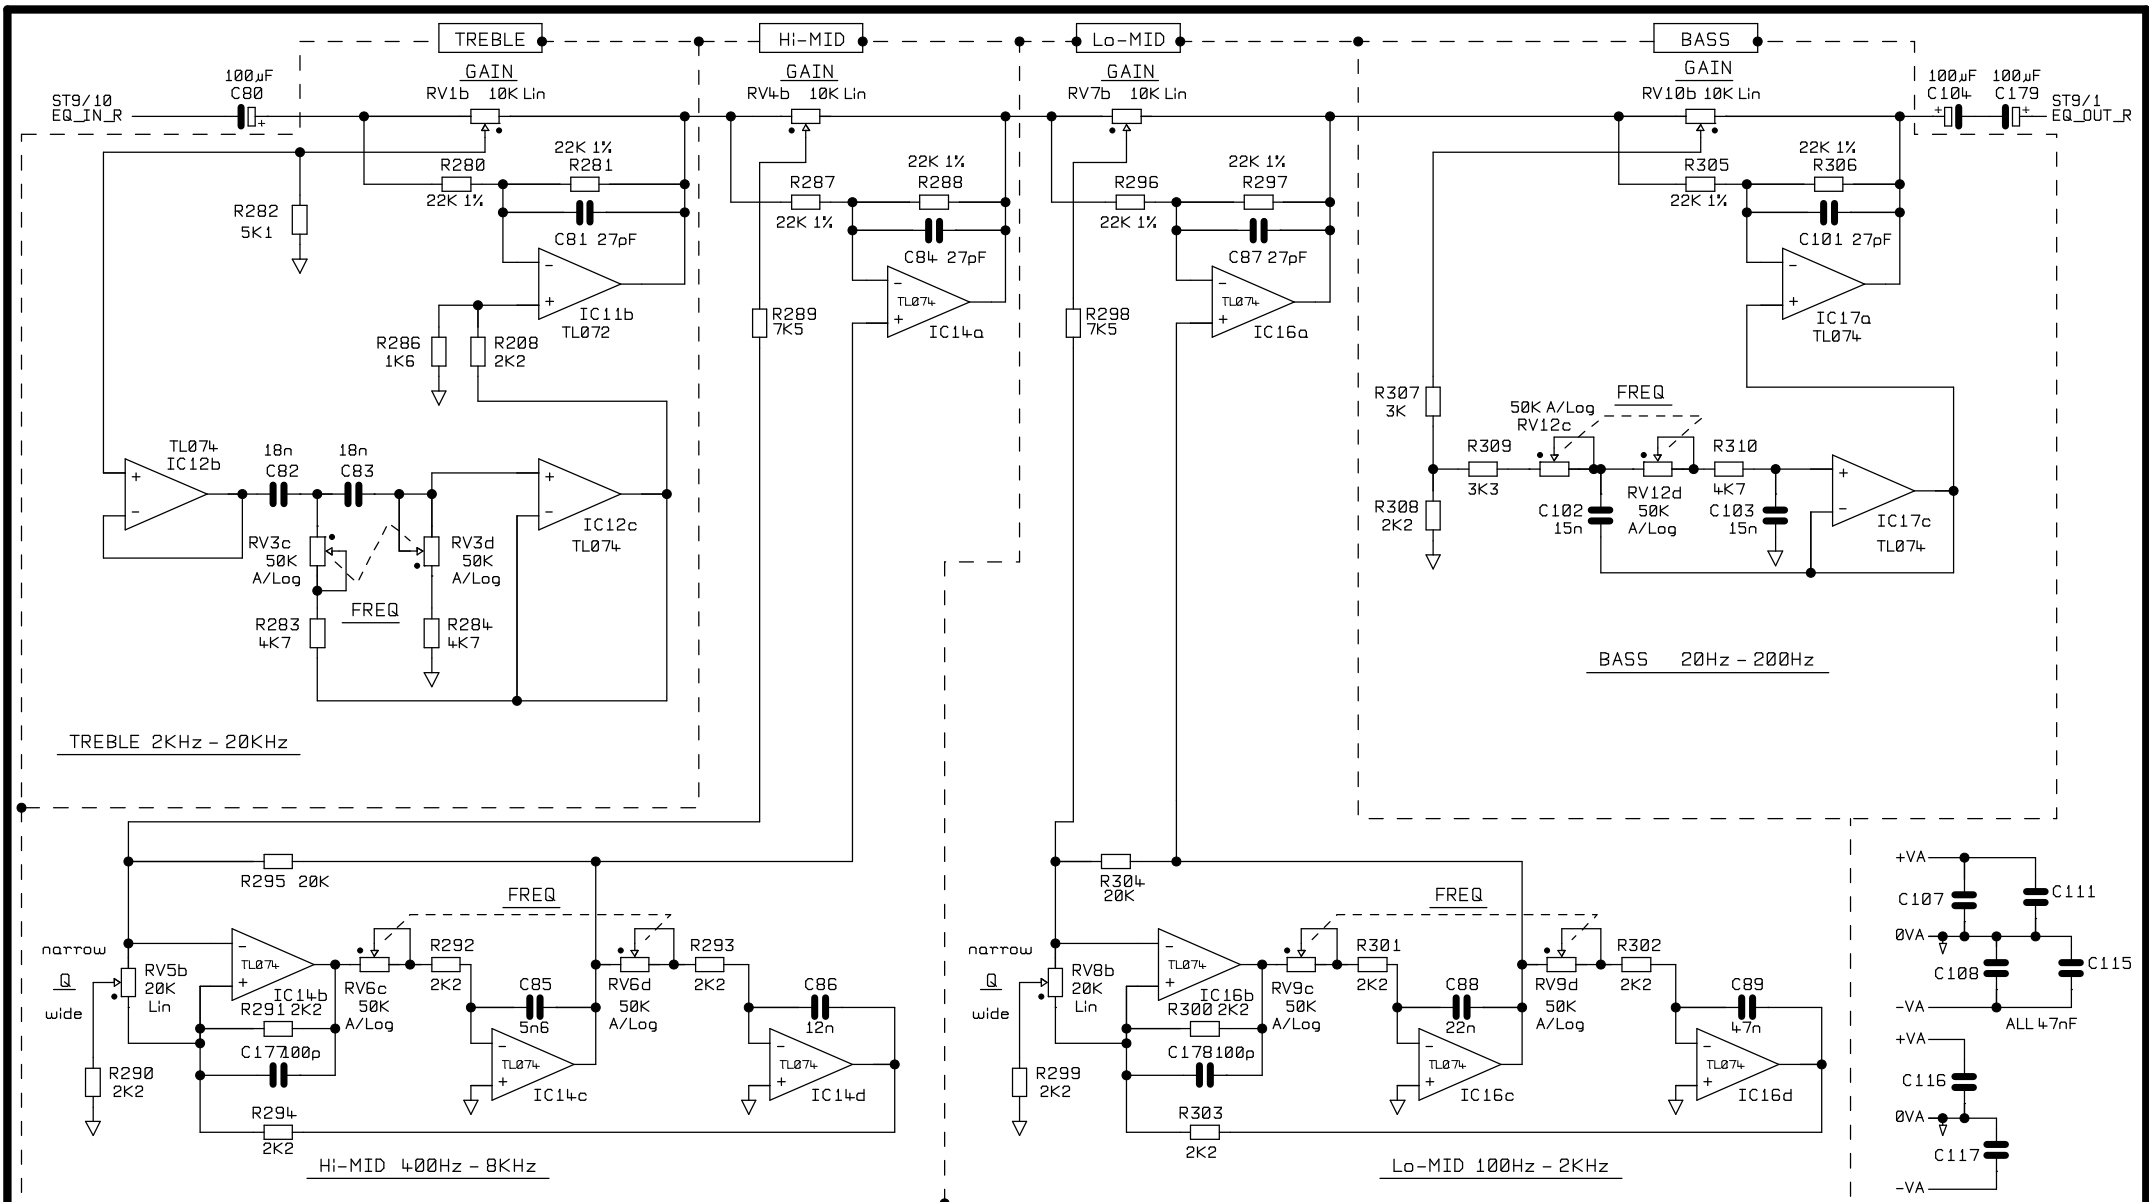 TREBLE
Hi-MID
Lo-MID
BASS
GAIN
GAIN
GAIN
GAIN
100µF
C80
ST9/10
EQ_IN_R
+
RV1b 10K Lin
RV4b 10K Lin
RV7b 10K Lin
RV10b 10K Lin
100µF
C104
+
100µF
C179
+
ST9/1
EQ_OUT_R
R280
22K 1%
22K 1%
R281
C81 27pF
R282
5K1
-
+
IC11b
TL072
R286
1K6
R208
2K2
TL074
IC12b
+
-
18n
C82
18n
C83
RV3c
50K
A/Log
RV3d
50K
A/Log
FREQ
R283
4K7
R284
4K7
+
-
IC12c
TL074
TREBLE 2KHz - 20KHz
R287
22K 1%
22K 1%
R288
C84 27pF
-
TL074
+
IC14a
R289
7K5
R296
22K 1%
22K 1%
R297
C87 27pF
-
TL074
+
IC16a
R298
7K5
R305
22K 1%
22K 1%
R306
C101 27pF
-
+
IC17a
TL074
R307
3K
R308
2K2
R309
3K3
50K A/Log
RV12c
FREQ
RV12d
50K
A/Log
R310
4K7
C102
15n
C103
15n
+
-
IC17c
TL074
BASS 20Hz - 200Hz
R295 20K
narrow
Q
wide
RV5b
20K
Lin
R290
2K2
-
TL074
+
IC14b
R291 2K2
C177 100p
R294
2K2
FREQ
RV6c
50K
A/Log
R292
2K2
C85
5n6
-
TL074
+
IC14c
RV6d
50K
A/Log
R293
2K2
C86
12n
-
TL074
+
IC14d
Hi-MID 400Hz - 8KHz
R304
20K
narrow
Q
wide
RV8b
20K
Lin
R299
2K2
-
TL074
+
IC16b
R300 2K2
C178 100p
R303
2K2
FREQ
RV9c
50K
A/Log
R301
2K2
C88
22n
-
TL074
+
IC16c
RV9d
50K
A/Log
R302
2K2
C89
47n
-
TL074
+
IC16d
Lo-MID 100Hz - 2KHz
+VA
C107
C111
0VA
C108
C115
-VA
ALL 47nF
+VA
C116
0VA
C117
-VA